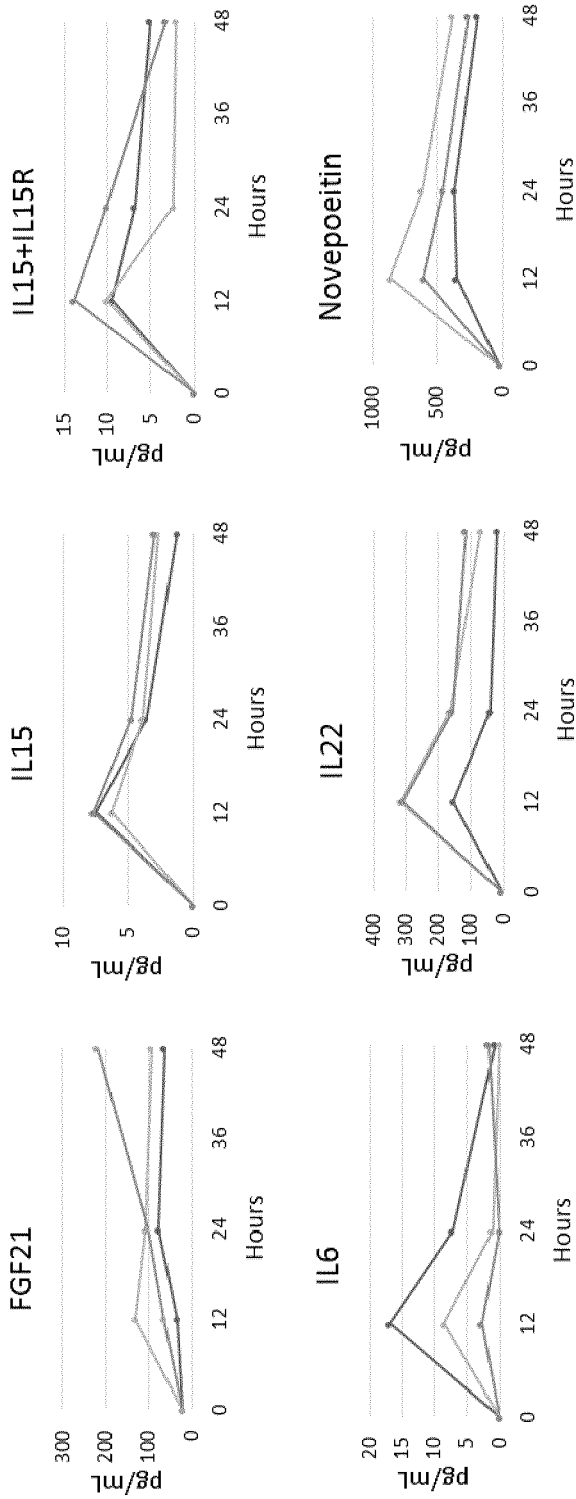 FGF21
pg/mL
300
200
100
0
0 12 24 36 48
Hours
IL15
pg/mL
10
5
0
0 12 24 36 48
Hours
IL15+IL15R
pg/mL
15
10
5
0
0 12 24 36 48
Hours
IL6
pg/mL
20
15
10
5
0
0 12 24 36 48
Hours
IL22
pg/mL
400
300
200
100
0
0 12 24 36 48
Hours
Novepoeitin
pg/mL
1000
500
0
0 12 24 36 48
Hours